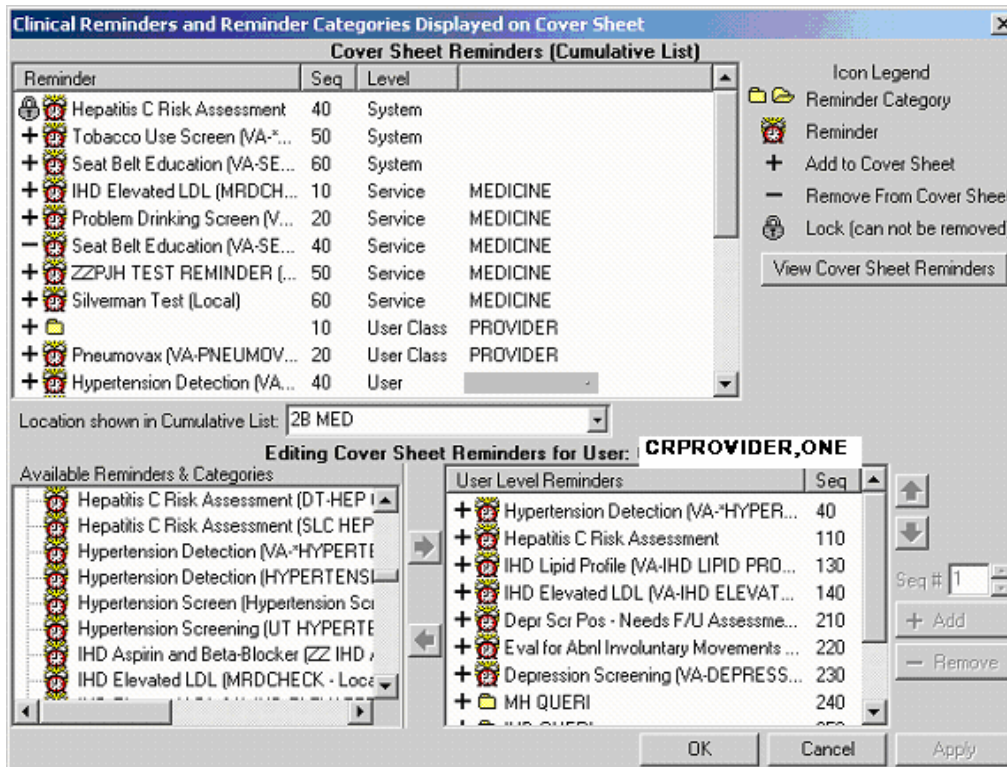 Clinical Reminders and Reminder Categories Displayed on Cover Sheet
Cover Sheet Reminders (Cumulative List)
Reminder Seq Level
Hepatitis C Risk Assessment 40 System
Tobacco Use Screen (VA-*... 50 System
Seat Belt Education (VA-SE... 60 System
IHD Elevated LDL (MRDCH... 10 Service MEDICINE
Problem Drinking Screen (V... 20 Service MEDICINE
Seat Belt Education (VA-SE... 40 Service MEDICINE
ZZPJH TEST REMINDER (... 50 Service MEDICINE
Silverman Test (Local) 60 Service MEDICINE
10 User Class PROVIDER
Pneumovax (VA-PNEUMOV... 20 User Class PROVIDER
Hypertension Detection (VA... 40 User
Icon Legend
Reminder Category
Reminder
Add to Cover Sheet
Remove From Cover Shee
Lock (can not be removed
View Cover Sheet Reminders
Location shown in Cumulative List: 2B MED
Editing Cover Sheet Reminders for User: CRPROVIDER,ONE
Available Reminders & Categories
Hepatitis C Risk Assessment (DT-HEP
Hepatitis C Risk Assessment (SLC HEP
Hypertension Detection (VA-*HYPERTE
Hypertension Detection (HYPERTENSI
Hypertension Screen (Hypertension Scr
Hypertension Screening (UT HYPERTE
IHD Aspirin and Beta-Blocker (ZZ IHD
IHD Elevated LDL (MRDCHECK - Loca
User Level Reminders Seq
Hypertension Detection (VA-*HYPER... 40
Hepatitis C Risk Assessment 110
IHD Lipid Profile (VA-IHD LIPID PRO... 130
IHD Elevated LDL (VA-IHD ELEVAT... 140
Depr Scr Pos - Needs F/U Assessme... 210
Eval for Abnl Involuntary Movements ... 220
Depression Screening (VA-DEPRESS... 230
MH QUERI 240
Seq # 1
+ Add
− Remove
OK Cancel Apply